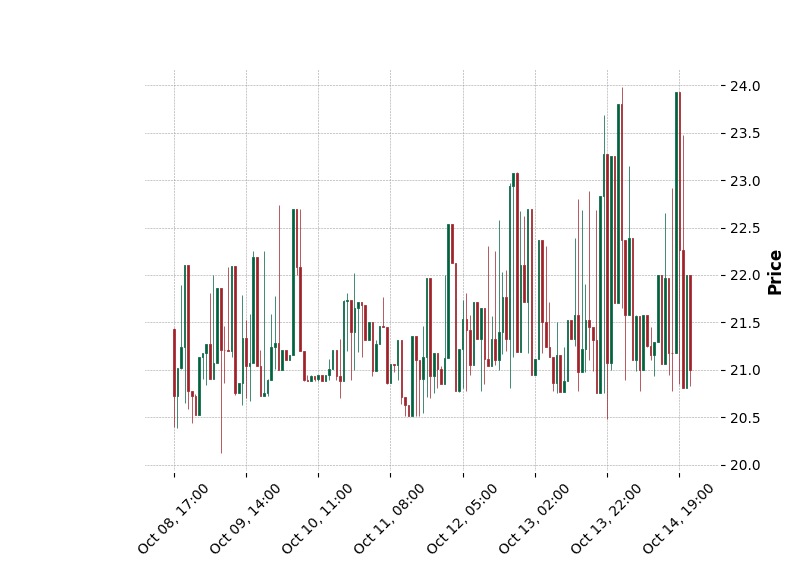 24.0
23.5
23.0
22.5
22.0
21.5
21.0
20.5
20.0
Price
Oct 08, 17:00
Oct 09, 14:00
Oct 10, 11:00
Oct 11, 08:00
Oct 12, 05:00
Oct 13, 02:00
Oct 13, 22:00
Oct 14, 19:00